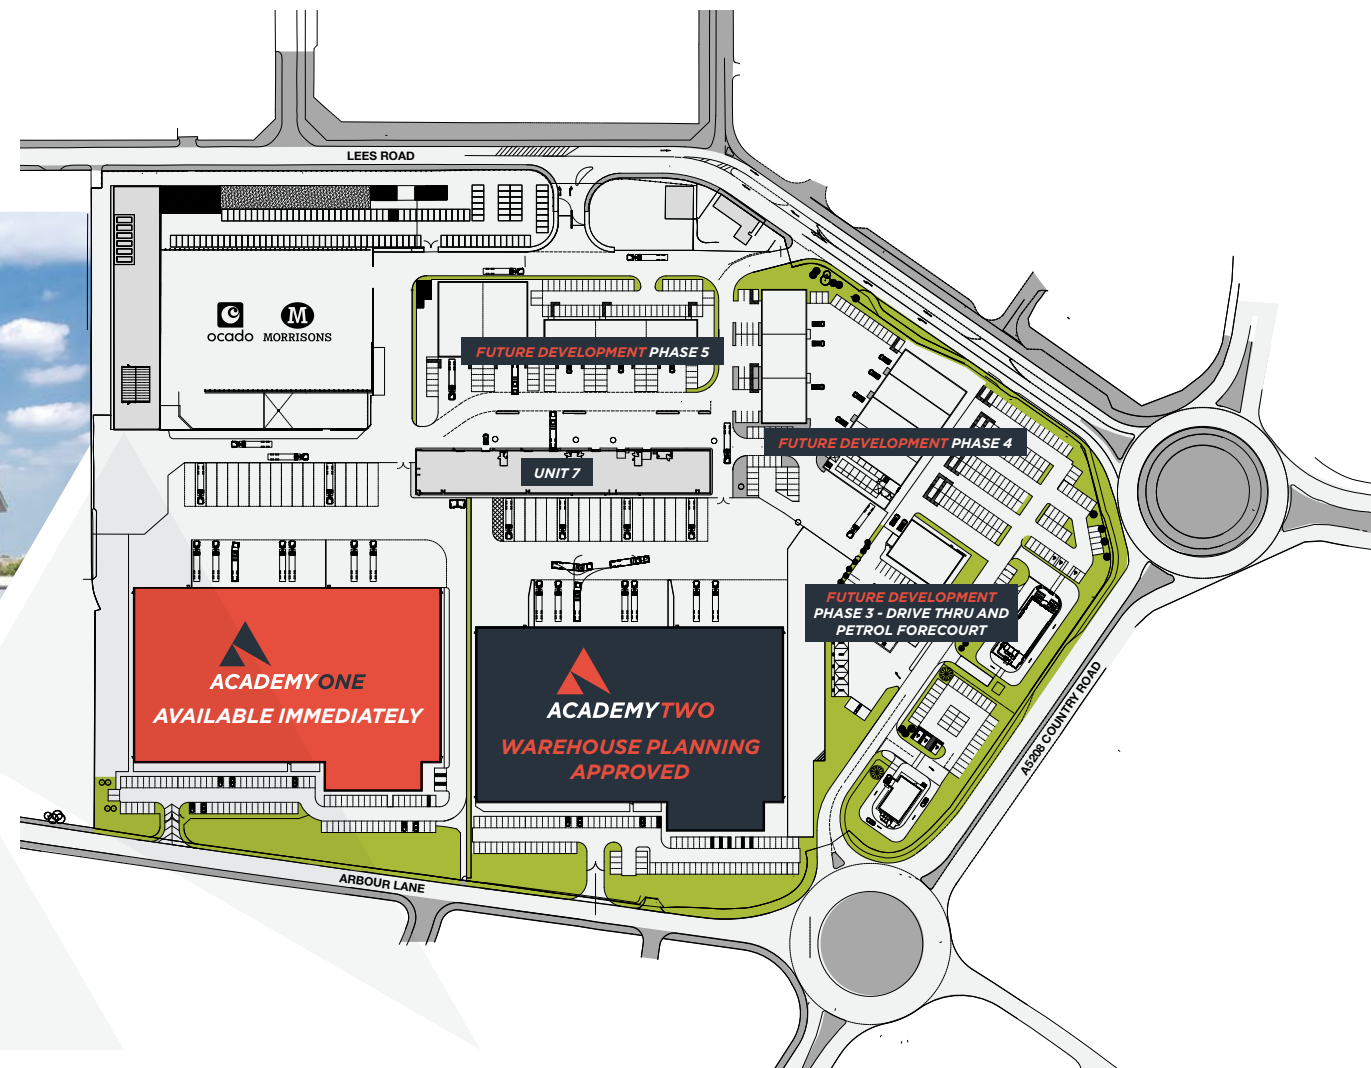 LEES ROAD
ocado
M
MORRISONS
FUTURE DEVELOPMENT PHASE 5
FUTURE DEVELOPMENT PHASE 4
UNIT 7
FUTURE DEVELOPMENT
PHASE 3 - DRIVE THRU AND
PETROL FORECOURT
ACADEMYONE
AVAILABLE IMMEDIATELY
ACADEMYTWO
WAREHOUSE PLANNING
APPROVED
A5208 COUNTRY ROAD
ARBOUR LANE